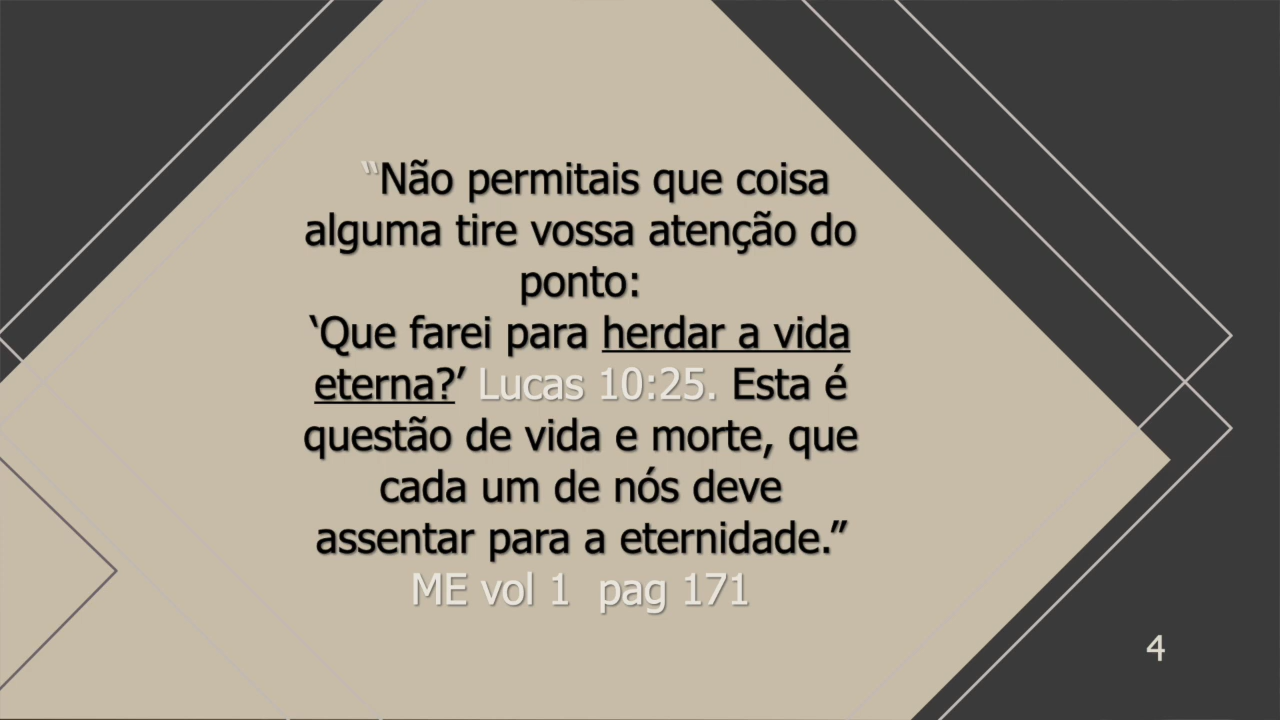 “Não permitais que coisa
alguma tire vossa atenção do
ponto:
‘Que farei para herdar a vida
eterna?’ Lucas 10:25. Esta é
questão de vida e morte, que
cada um de nós deve
assentar para a eternidade.”
ME vol 1 pag 171
4